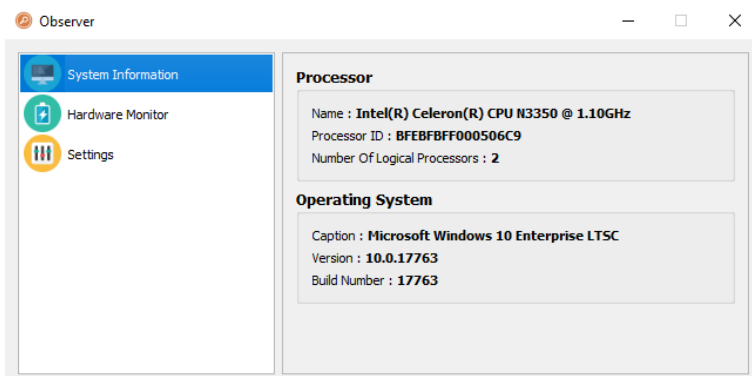 Observer
System Information
Hardware Monitor
Settings
Processor
Name : Intel(R) Celeron(R) CPU N3350 @ 1.10GHz
Processor ID : BFEBFBFF000506C9
Number Of Logical Processors : 2
Operating System
Caption : Microsoft Windows 10 Enterprise LTSC
Version : 10.0.17763
Build Number : 17763